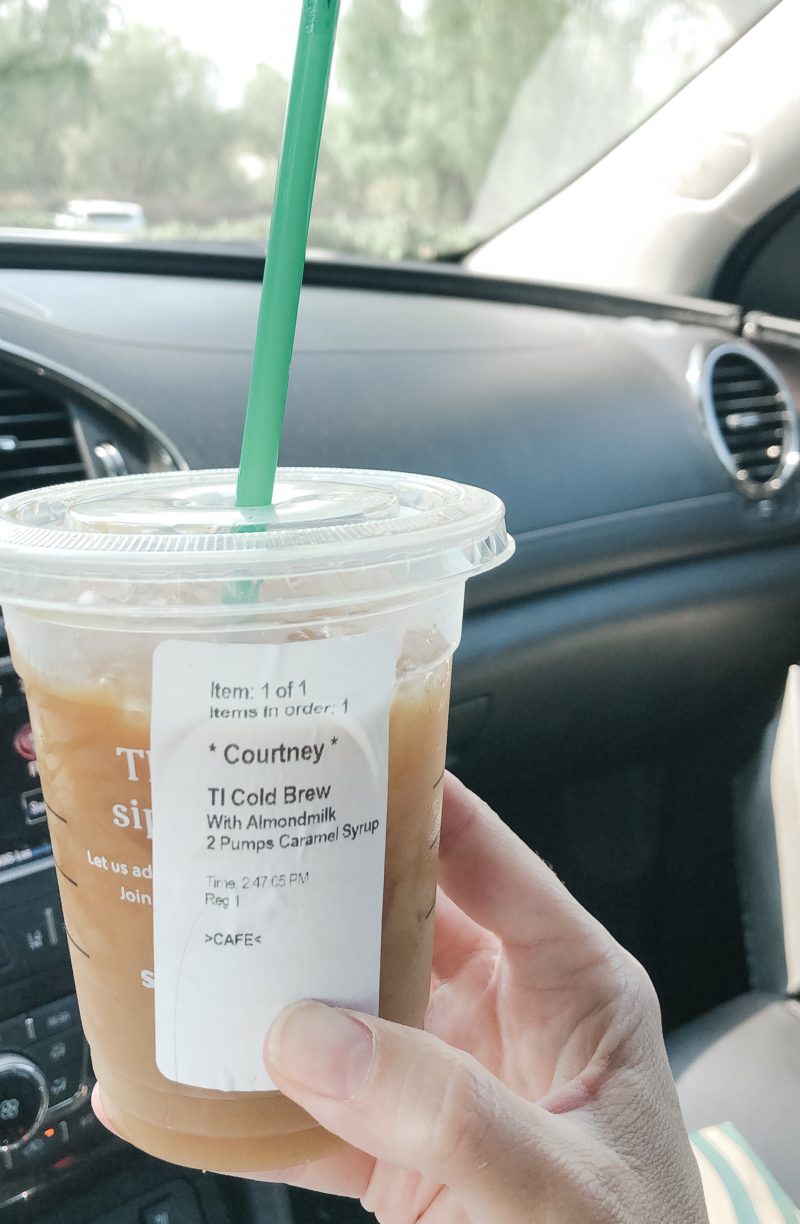 Item: 1 of 1
Items in order: 1
* Courtney *
TI Cold Brew
With Almondmilk
2 Pumps Caramel Syrup
Time: 2:47:05 PM
Reg 1
>CAFE<
Let us
Join